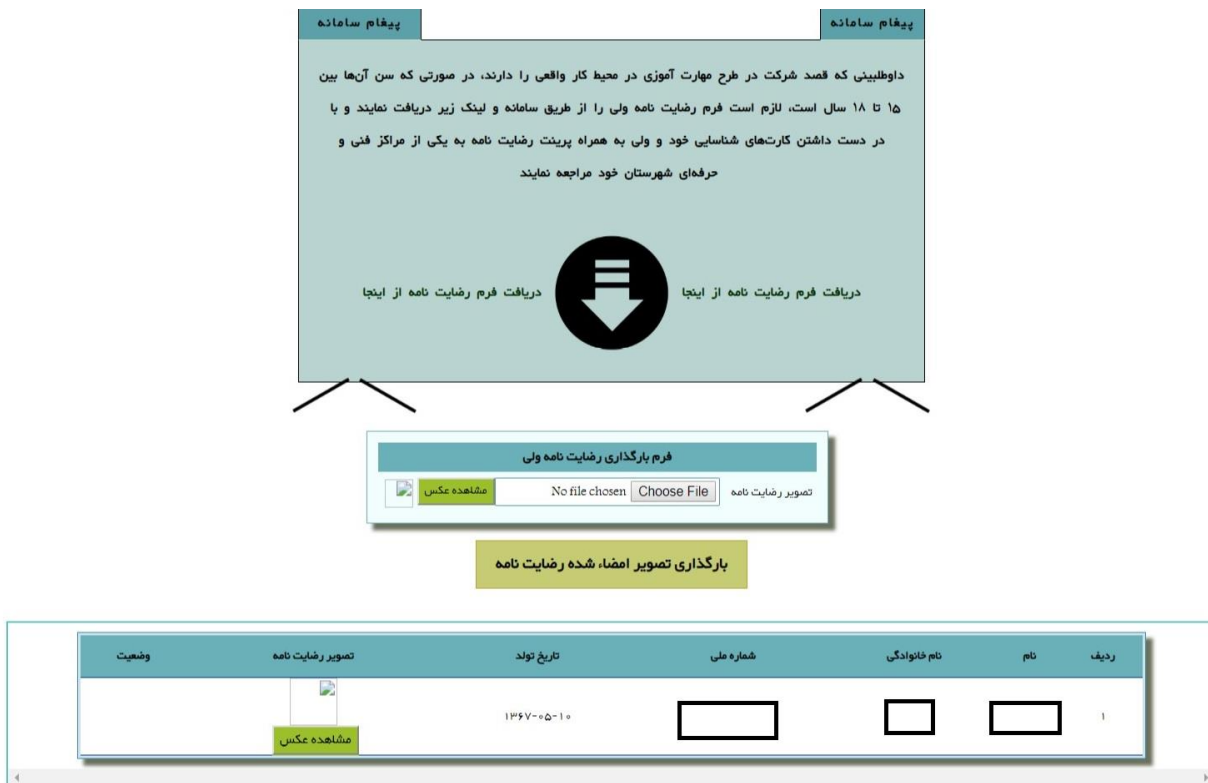 پیغام سامانه
پیغام سامانه
داوطلبینی که قصد شرکت در طرح مهارت آموزی در محیط کار واقعی را دارند، در صورتی که سن آن‌ها بین
۱۵ تا ۱۸ سال است، لازم است فرم رضایت نامه ولی را از طریق سامانه و لینک زیر دریافت نمایند و با
در دست داشتن کارت‌های شناسایی خود و ولی به همراه پرینت رضایت نامه به یکی از مراکز فنی و
حرفه‌ای شهرستان خود مراجعه نمایند
دریافت فرم رضایت نامه از اینجا
دریافت فرم رضایت نامه از اینجا
فرم بارگذاری رضایت نامه ولی
تصویر رضایت نامه Choose File No file chosen مشاهده عکس
بارگذاری تصویر امضاء شده رضایت نامه
ردیف نام نام خانوادگی شماره ملی تاریخ تولد تصویر رضایت نامه وضعیت
۱ ۱۳۶۷-۰۵-۱۰
مشاهده عکس